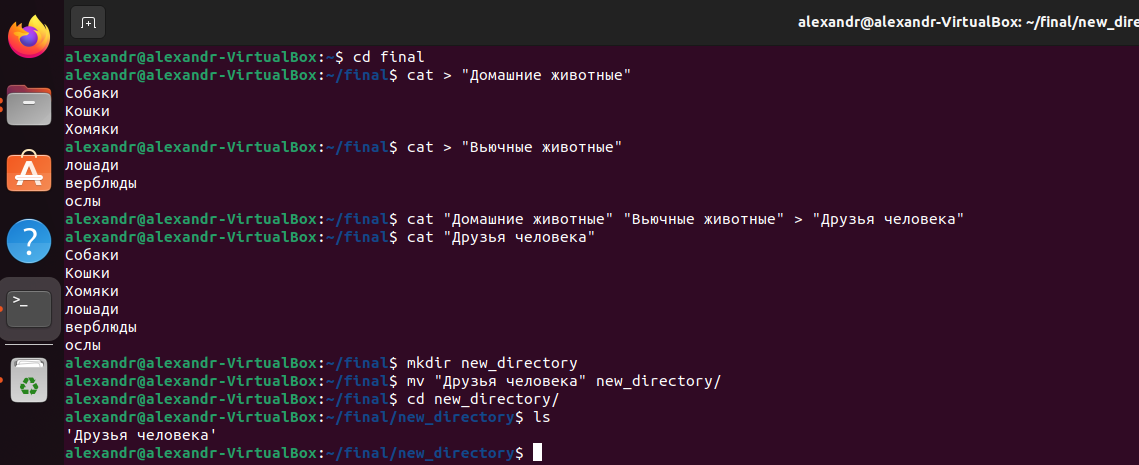 alexandr@alexandr-VirtualBox: ~/final/new_dire
alexandr@alexandr-VirtualBox:~$ cd final
alexandr@alexandr-VirtualBox:~/final$ cat > "Домашние животные"
Собаки
Кошки
Хомяки
alexandr@alexandr-VirtualBox:~/final$ cat > "Вьючные животные"
лошади
верблюды
ослы
alexandr@alexandr-VirtualBox:~/final$ cat "Домашние животные" "Вьючные животные" > "Друзья человека"
alexandr@alexandr-VirtualBox:~/final$ cat "Друзья человека"
Собаки
Кошки
Хомяки
лошади
верблюды
ослы
alexandr@alexandr-VirtualBox:~/final$ mkdir new_directory
alexandr@alexandr-VirtualBox:~/final$ mv "Друзья человека" new_directory/
alexandr@alexandr-VirtualBox:~/final$ cd new_directory/
alexandr@alexandr-VirtualBox:~/final/new_directory$ ls
'Друзья человека'
alexandr@alexandr-VirtualBox:~/final/new_directory$